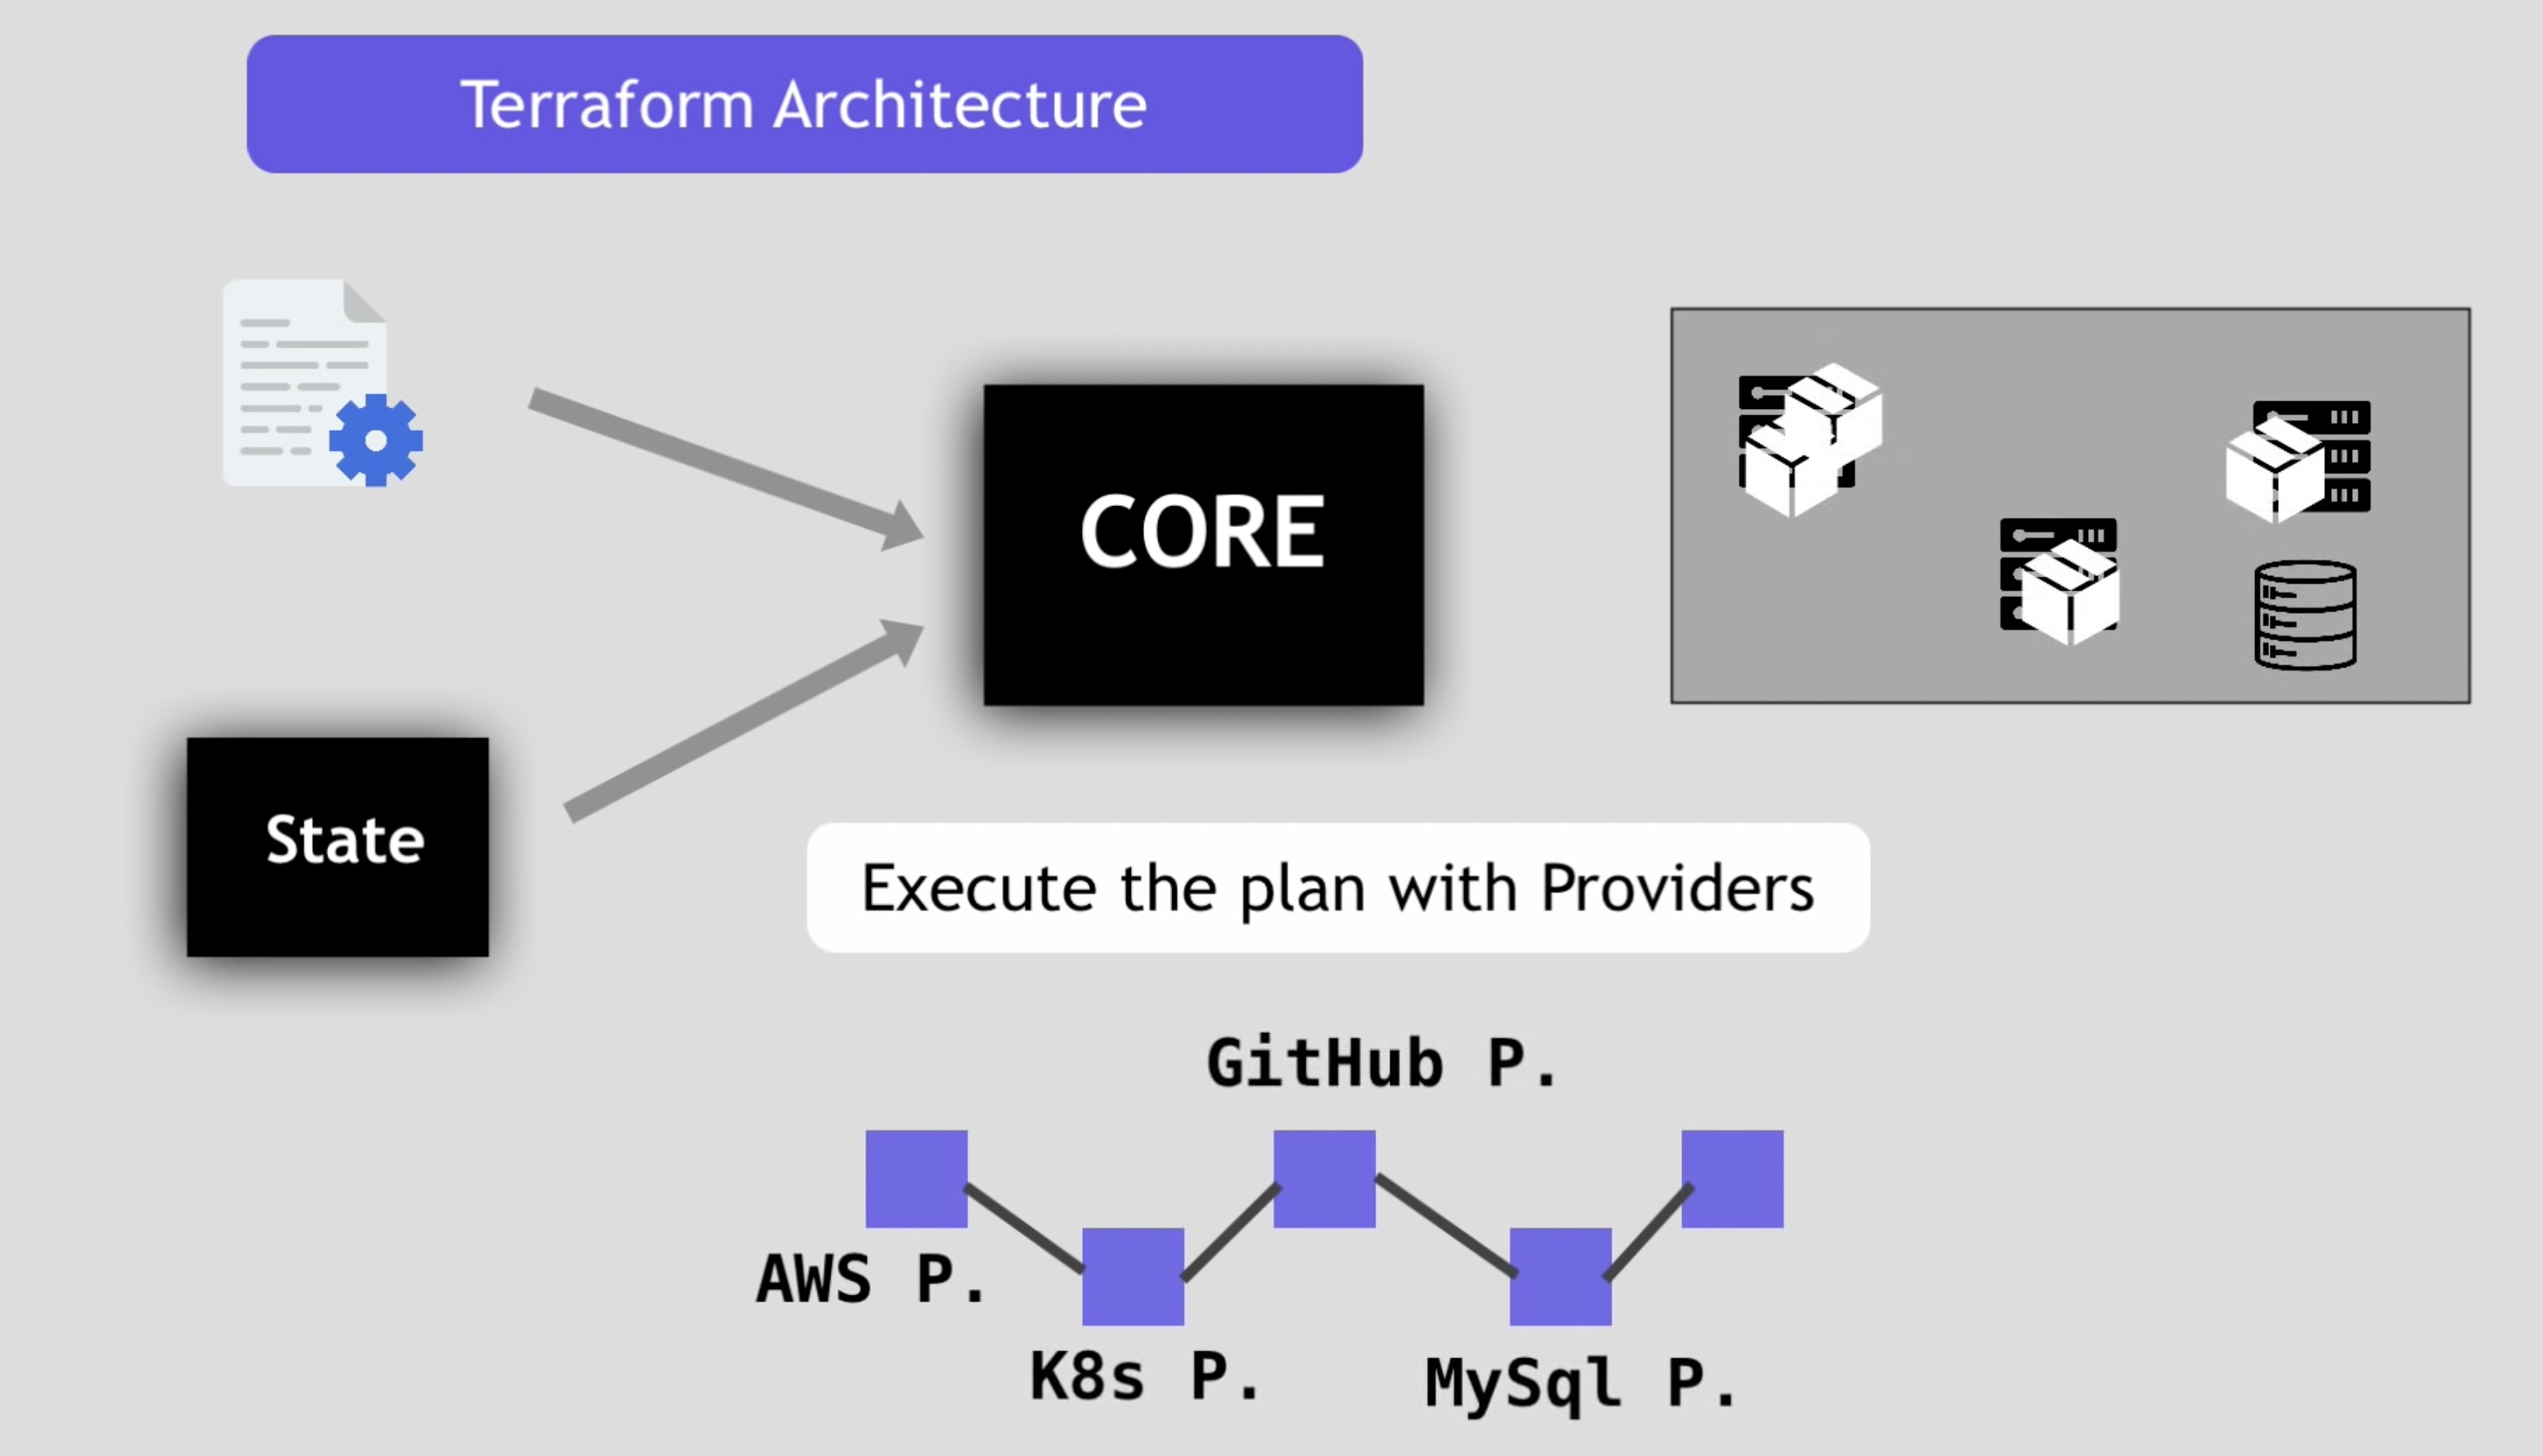 Terraform Architecture
CORE
State
Execute the plan with Providers
GitHub P.
AWS P.
K8s P.
MySql P.